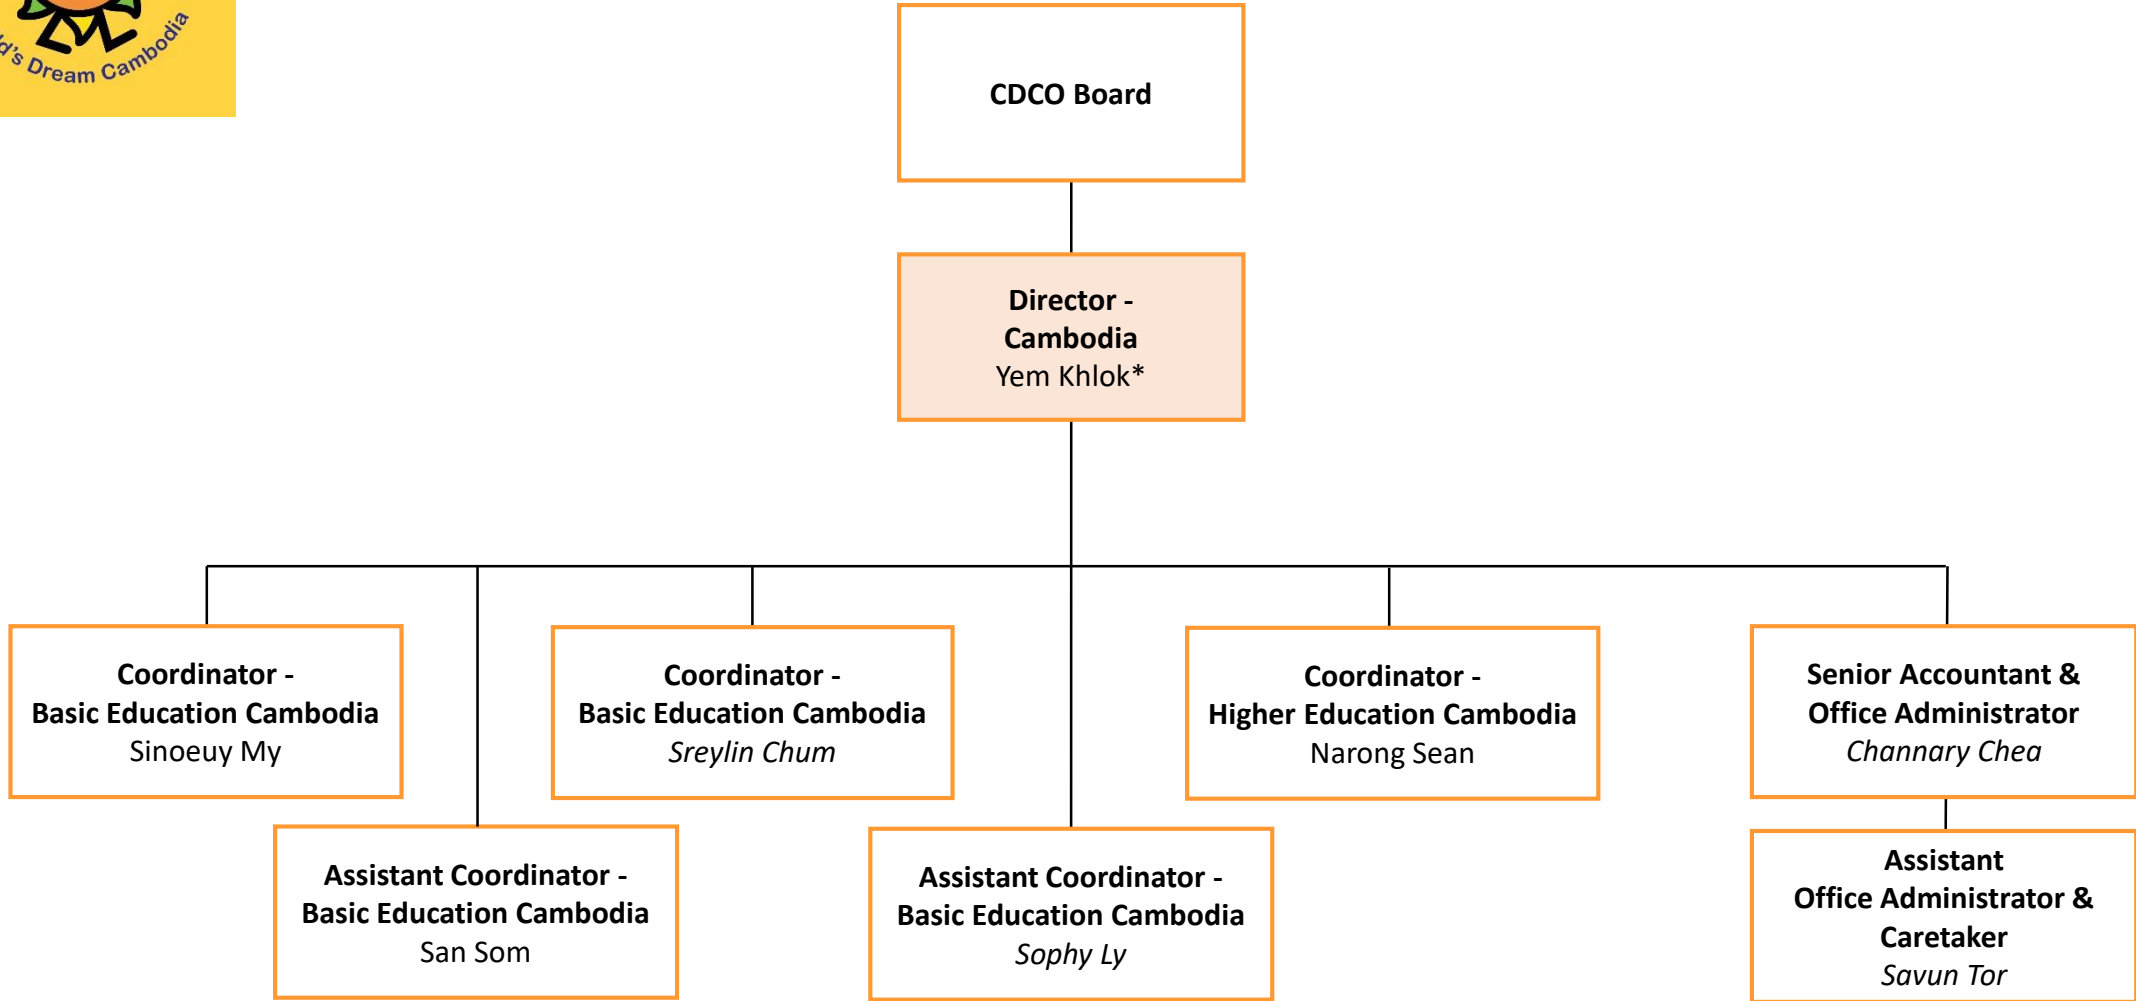 Dream Cambodia
CDCO Board
Director -
Cambodia
Yem Khlok*
Coordinator -
Basic Education Cambodia
Sinoeuy My
Coordinator -
Basic Education Cambodia
Sreylin Chum
Coordinator -
Higher Education Cambodia
Narong Sean
Senior Accountant &
Office Administrator
Channary Chea
Assistant Coordinator -
Basic Education Cambodia
San Som
Assistant Coordinator -
Basic Education Cambodia
Sophy Ly
Assistant
Office Administrator &
Caretaker
Savun Tor